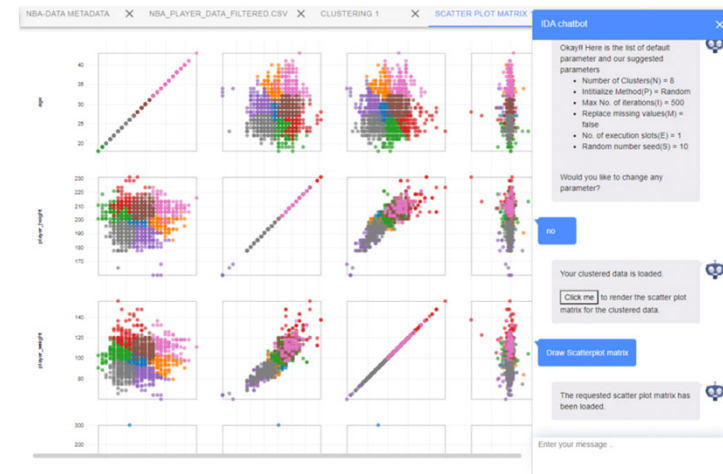 NBA-DATA METADATA X NBA_PLAYER_DATA_FILTERED.CSV X CLUSTERING 1 X SCATTER PLOT MATRIX
IDA chatbot X
Okay!! Here is the list of default
parameter and our suggested
parameters
• Number of Clusters(N) = 8
• Intitialize Method(P) = Random
• Max No. of iterations(I) = 500
• Replace missing values(M) =
false
• No. of execution slots(E) = 1
• Random number seed(S) = 10
Would you like to change any
parameter?
no
Your clustered data is loaded.
Click me to render the scatter plot
matrix for the clustered data.
Draw Scatterplot matrix
The requested scatter plot matrix has
been loaded.
Enter your message ..
age
40
35
30
25
20
player_height
230
220
210
200
190
180
170
player_weight
140
120
100
80
300
200